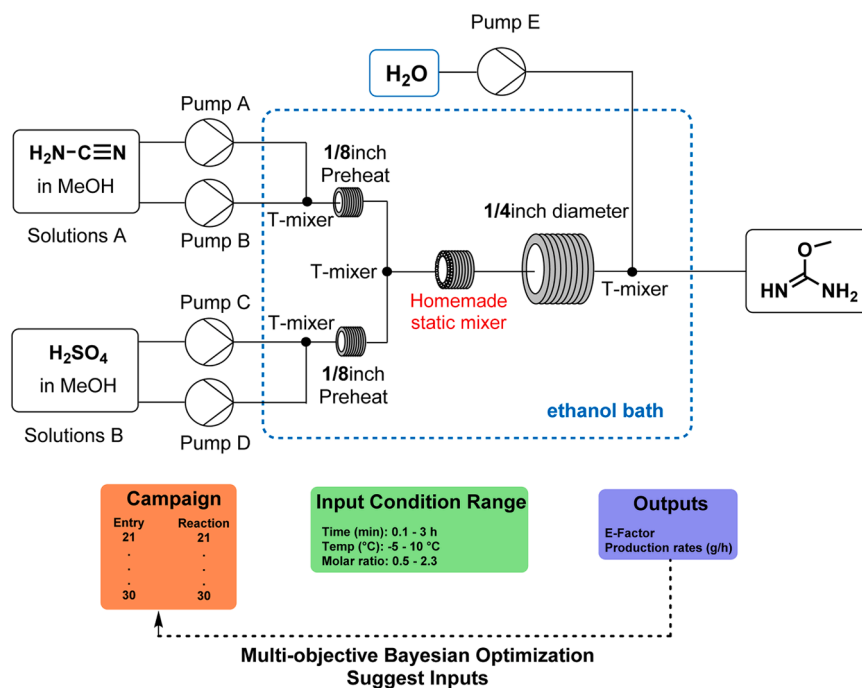 Pump E
H₂O
Pump A
H₂N-C≡N
in MeOH
Solutions A
1/8inch
Preheat
T-mixer
Pump B
1/4inch diameter
T-mixer
Homemade
static mixer
T-mixer
O
HN
NH₂
Pump C
T-mixer
H₂SO₄
in MeOH
Solutions B
1/8inch
Preheat
Pump D
ethanol bath
Campaign
Entry Reaction
21 21
. .
. .
. .
30 30
Input Condition Range
Time (min): 0.1 - 3 h
Temp (°C): -5 - 10 °C
Molar ratio: 0.5 - 2.3
Outputs
E-Factor
Production rates (g/h)
Multi-objective Bayesian Optimization
Suggest Inputs